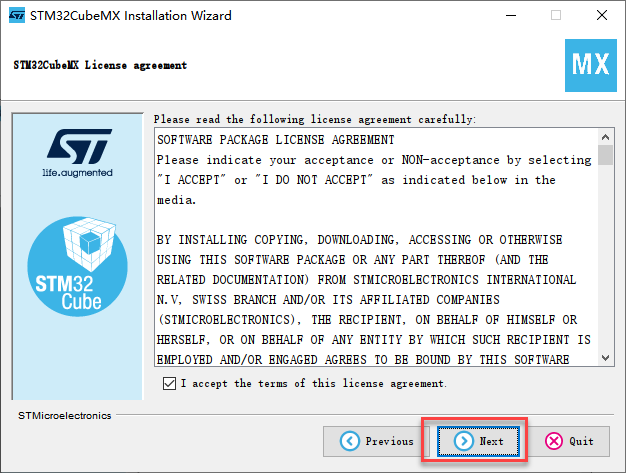 STM32CubeMX Installation Wizard
STM32CubeMX License agreement
MX
ST
life.augmented
STM32
Cube
Please read the following license agreement carefully:
SOFTWARE PACKAGE LICENSE AGREEMENT
Please indicate your acceptance or NON-acceptance by selecting
"I ACCEPT" or "I DO NOT ACCEPT" as indicated below in the
media.
BY INSTALLING COPYING, DOWNLOADING, ACCESSING OR OTHERWISE
USING THIS SOFTWARE PACKAGE OR ANY PART THEREOF (AND THE
RELATED DOCUMENTATION) FROM STMICROELECTRONICS INTERNATIONAL
N.V, SWISS BRANCH AND/OR ITS AFFILIATED COMPANIES
(STMICROELECTRONICS), THE RECIPIENT, ON BEHALF OF HIMSELF OR
HERSELF, OR ON BEHALF OF ANY ENTITY BY WHICH SUCH RECIPIENT IS
EMPLOYED AND/OR ENGAGED AGREES TO BE BOUND BY THIS SOFTWARE
I accept the terms of this license agreement.
STMicroelectronics
Previous
Next
Quit